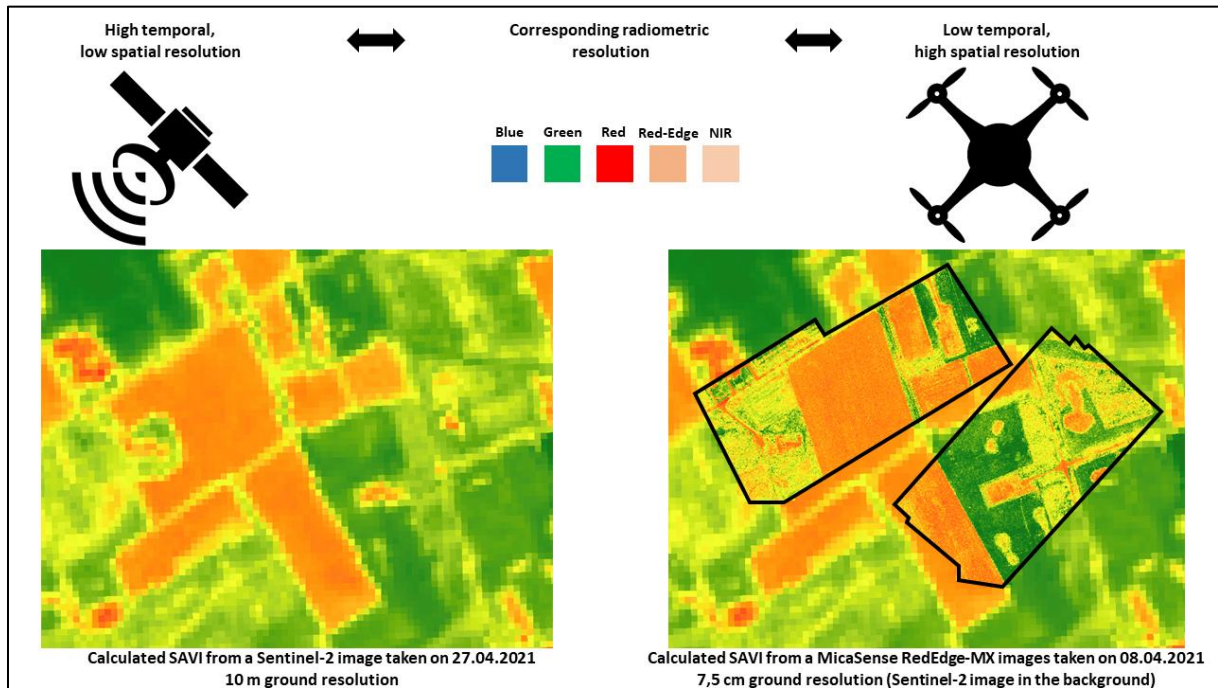 High temporal,
low spatial resolution
Corresponding radiometric
resolution
Low temporal,
high spatial resolution
Blue Green Red Red-Edge NIR
Calculated SAVI from a Sentinel-2 image taken on 27.04.2021
10 m ground resolution
Calculated SAVI from a MicaSense RedEdge-MX images taken on 08.04.2021
7,5 cm ground resolution (Sentinel-2 image in the background)